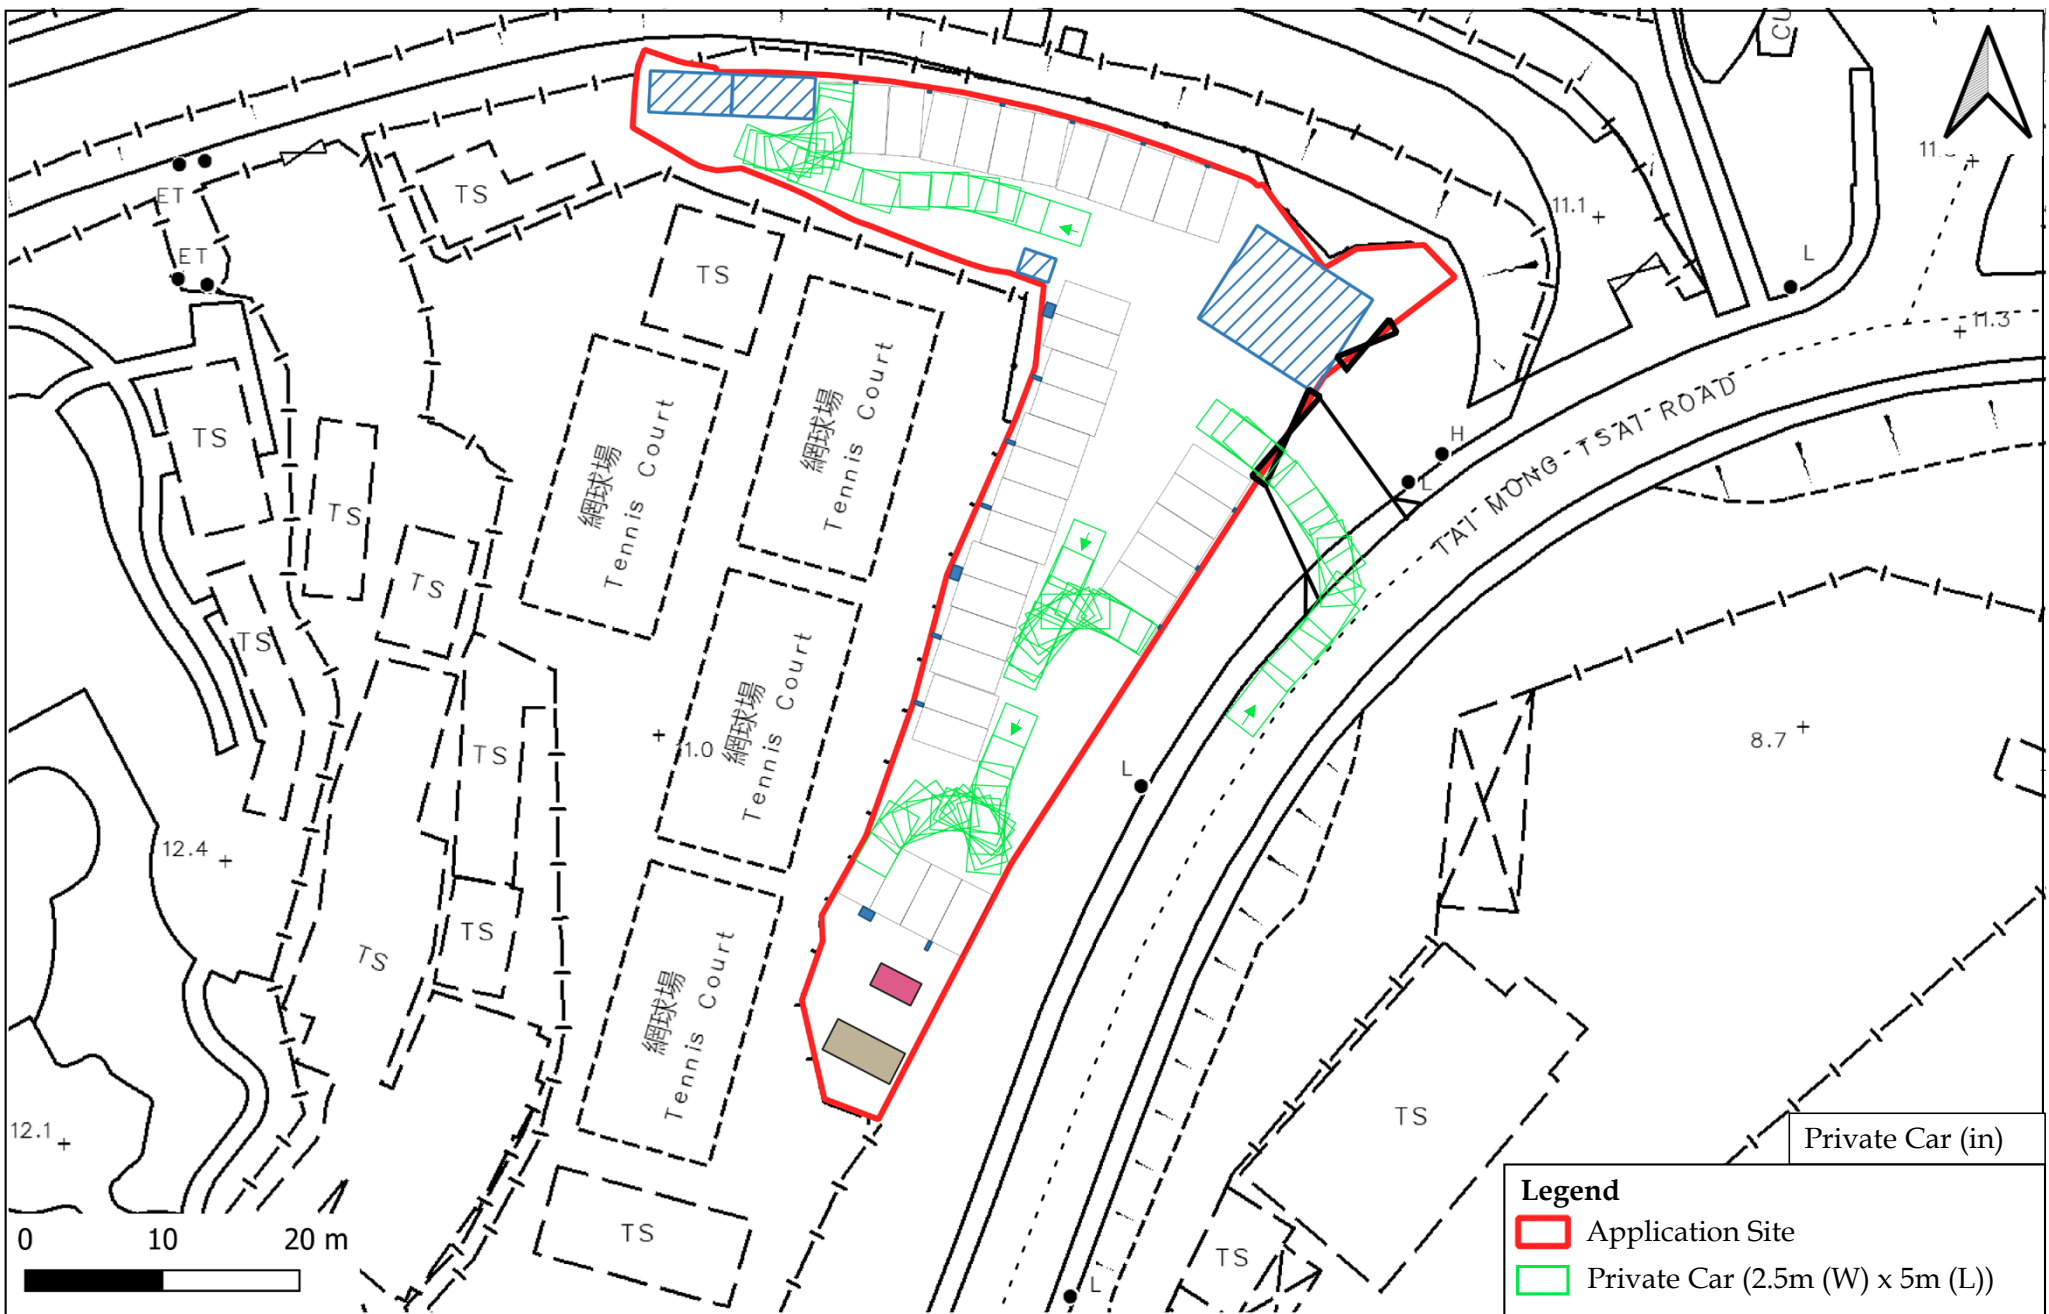 CU
11.
ET
TS
11.1
ET
TS
L
11.3
網球場
Tennis Court
TS
網球場
Tennis Court
H
L
TAI MONG TSAI ROAD
TS
TS
TS
網球場
Tennis Court
11.0
TS
L
8.7
12.4
TS
TS
網球場
Tennis Court
12.1
TS
Private Car (in)
TS
TS
L
0 10 20 m
Legend
Application Site
Private Car (2.5m (W) x 5m (L))